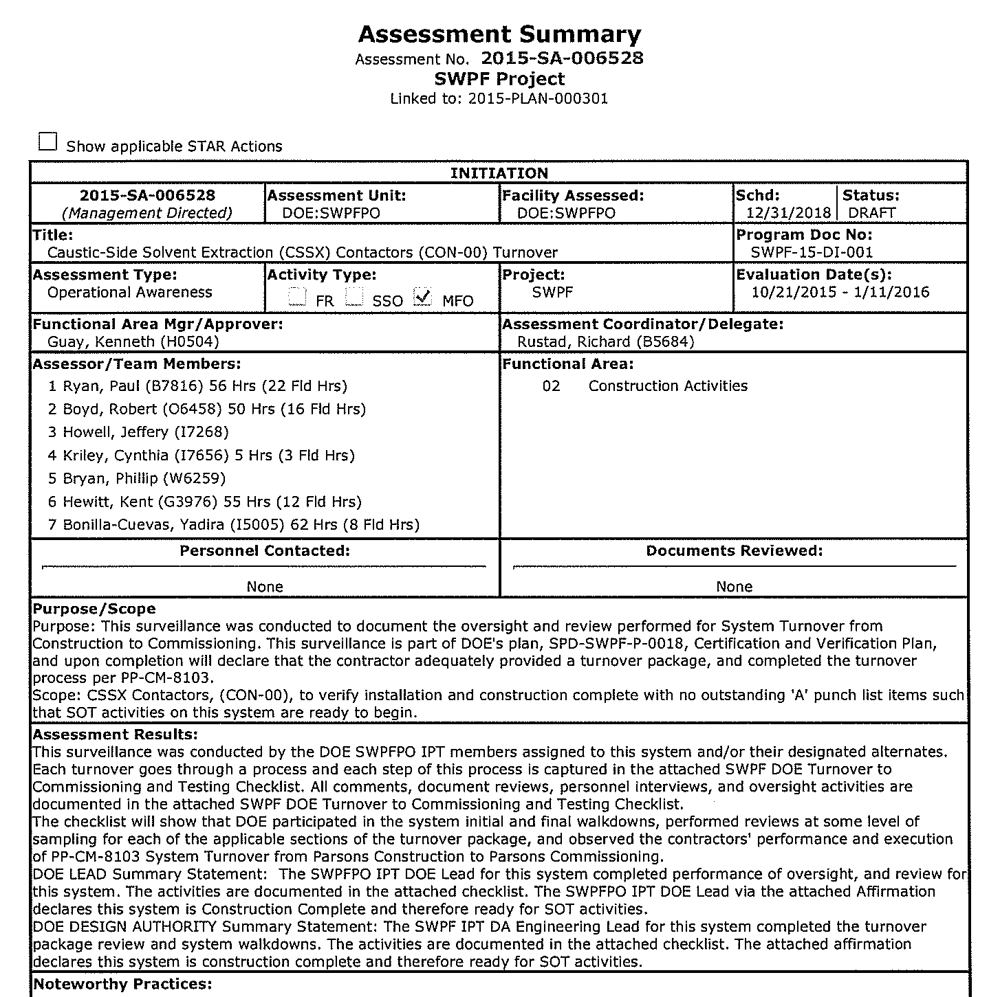 Assessment Summary
Assessment No. 2015-SA-006528
SWPF Project
Linked to: 2015-PLAN-000301
Show applicable STAR Actions
INITIATION
2015-SA-006528
(Management Directed)
Assessment Unit:
DOE:SWPFPO
Facility Assessed:
DOE:SWPFPO
Schd:
12/31/2018
Status:
DRAFT
Title:
Caustic-Side Solvent Extraction (CSSX) Contactors (CON-00) Turnover
Program Doc No:
SWPF-15-DI-001
Assessment Type:
Operational Awareness
Activity Type:
FR SSO MFO
Project:
SWPF
Evaluation Date(s):
10/21/2015 - 1/11/2016
Functional Area Mgr/Approver:
Guay, Kenneth (H0504)
Assessment Coordinator/Delegate:
Rustad, Richard (B5684)
Assessor/Team Members:
1 Ryan, Paul (B7816) 56 Hrs (22 Fld Hrs)
2 Boyd, Robert (O6458) 50 Hrs (16 Fld Hrs)
3 Howell, Jeffery (I7268)
4 Kriley, Cynthia (I7656) 5 Hrs (3 Fld Hrs)
5 Bryan, Phillip (W6259)
6 Hewitt, Kent (G3976) 55 Hrs (12 Fld Hrs)
7 Bonilla-Cuevas, Yadira (I5005) 62 Hrs (8 Fld Hrs)
Functional Area:
02 Construction Activities
Personnel Contacted:
None
Documents Reviewed:
None
Purpose/Scope
Purpose: This surveillance was conducted to document the oversight and review performed for System Turnover from
Construction to Commissioning. This surveillance is part of DOE's plan, SPD-SWPF-P-0018, Certification and Verification Plan,
and upon completion will declare that the contractor adequately provided a turnover package, and completed the turnover
process per PP-CM-8103.
Scope: CSSX Contactors, (CON-00), to verify installation and construction complete with no outstanding 'A' punch list items such
that SOT activities on this system are ready to begin.
Assessment Results:
This surveillance was conducted by the DOE SWPFPO IPT members assigned to this system and/or their designated alternates.
Each turnover goes through a process and each step of this process is captured in the attached SWPF DOE Turnover to
Commissioning and Testing Checklist. All comments, document reviews, personnel interviews, and oversight activities are
documented in the attached SWPF DOE Turnover to Commissioning and Testing Checklist.
The checklist will show that DOE participated in the system initial and final walkdowns, performed reviews at some level of
sampling for each of the applicable sections of the turnover package, and observed the contractors' performance and execution
of PP-CM-8103 System Turnover from Parsons Construction to Parsons Commissioning.
DOE LEAD Summary Statement: The SWPFPO IPT DOE Lead for this system completed performance of oversight, and review for
this system. The activities are documented in the attached checklist. The SWPFPO IPT DOE Lead via the attached Affirmation
declares this system is Construction Complete and therefore ready for SOT activities.
DOE DESIGN AUTHORITY Summary Statement: The SWPF IPT DA Engineering Lead for this system completed the turnover
package review and system walkdowns. The activities are documented in the attached checklist. The attached affirmation
declares this system is construction complete and therefore ready for SOT activities.
Noteworthy Practices: